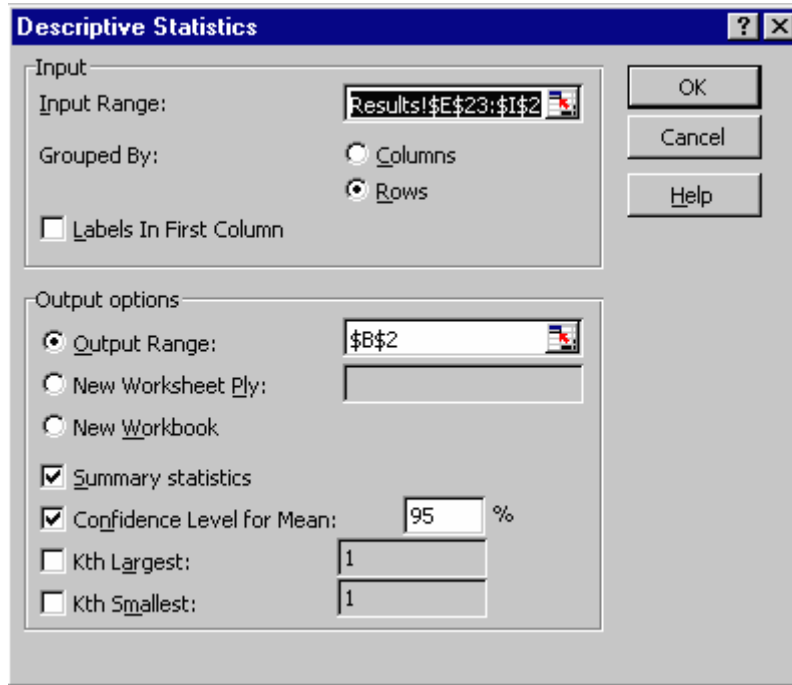 Descriptive Statistics
Input
Input Range:
Results!$E$23:$I$2
Grouped By:
Columns
Rows
Labels In First Column
OK
Cancel
Help
Output options
Output Range:
$B$2
New Worksheet Ply:
New Workbook
Summary statistics
Confidence Level for Mean:
95 %
Kth Largest:
1
Kth Smallest:
1